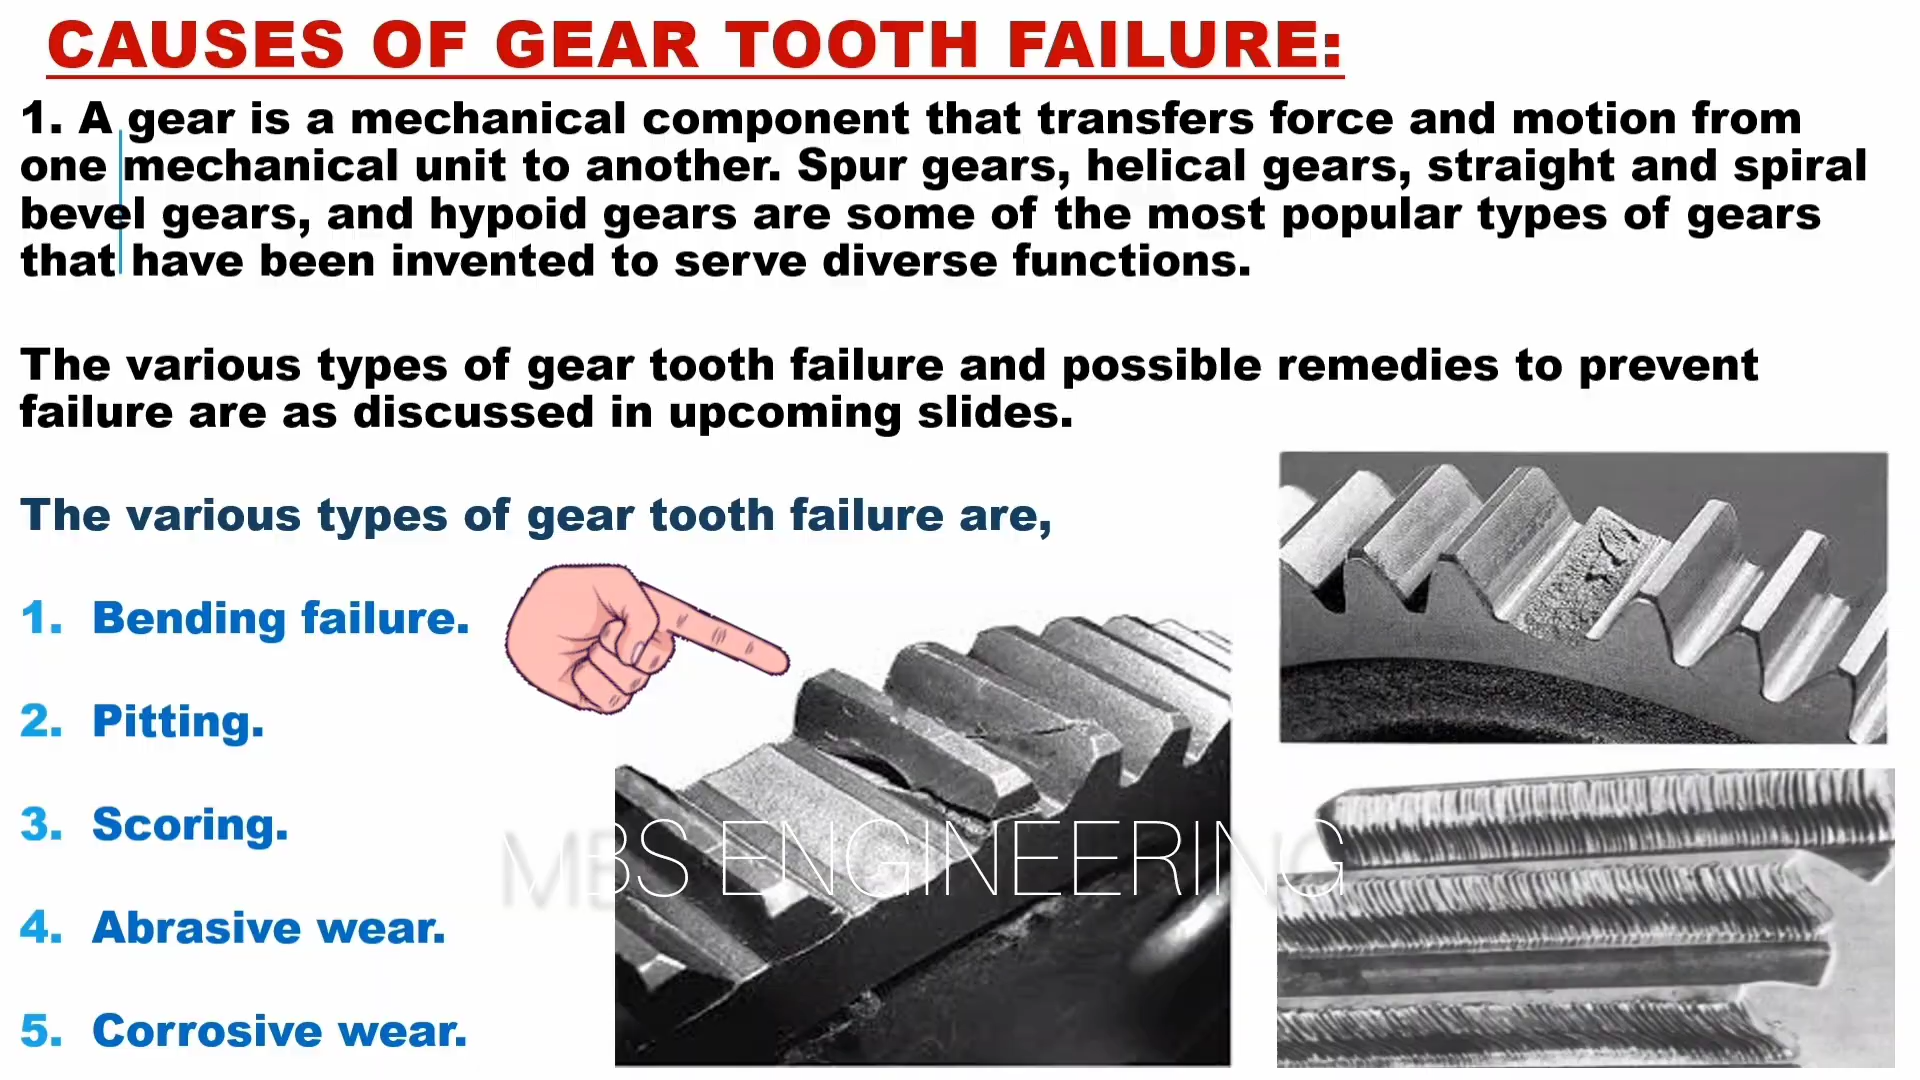 CAUSES OF GEAR TOOTH FAILURE:
1. A gear is a mechanical component that transfers force and motion from
one mechanical unit to another. Spur gears, helical gears, straight and spiral
bevel gears, and hypoid gears are some of the most popular types of gears
that have been invented to serve diverse functions.
The various types of gear tooth failure and possible remedies to prevent
failure are as discussed in upcoming slides.
The various types of gear tooth failure are,
1. Bending failure.
2. Pitting.
3. Scoring.
4. Abrasive wear.
5. Corrosive wear.
MBS ENGINEERING